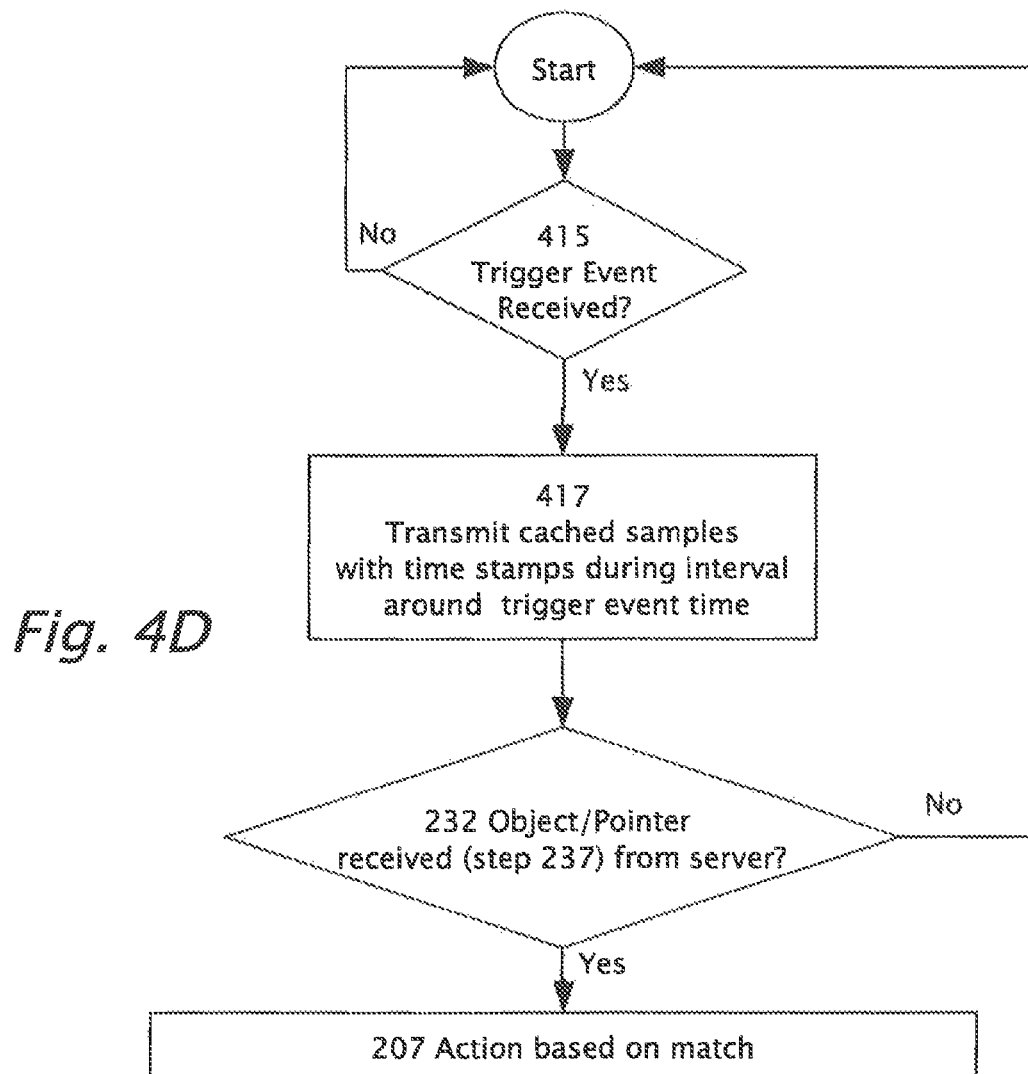 Start
No
415
Trigger Event
Received?
Yes
417
Transmit cached samples
with time stamps during interval
around trigger event time
Fig. 4D
232 Object/Pointer
received (step 237) from server?
No
Yes
207 Action based on match